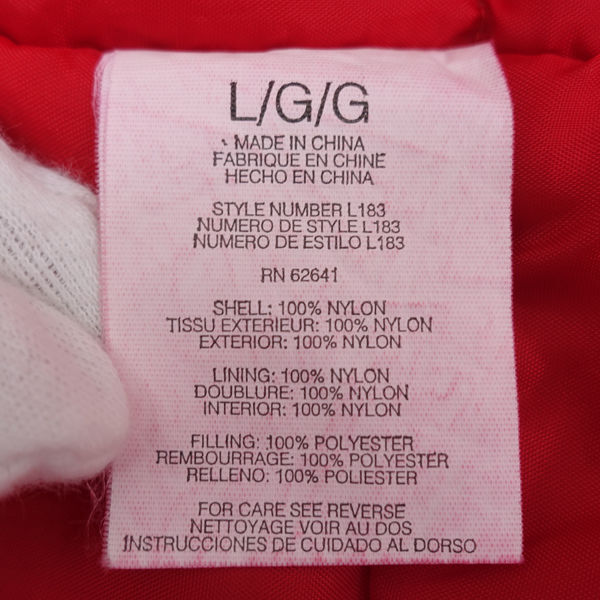 L/G/G
MADE IN CHINA
FABRIQUE EN CHINE
HECHO EN CHINA
STYLE NUMBER L183
NUMERO DE STYLE L183
NUMERO DE ESTILO L183
RN 62641
SHELL: 100% NYLON
TISSU EXTERIEUR: 100% NYLON
EXTERIOR: 100% NYLON
LINING: 100% NYLON
DOUBLURE: 100% NYLON
INTERIOR: 100% NYLON
FILLING: 100% POLYESTER
REMBOURRAGE: 100% POLYESTER
RELLENO: 100% POLIESTER
FOR CARE SEE REVERSE
NETTOYAGE VOIR AU DOS
INSTRUCCIONES DE CUIDADO AL DORSO